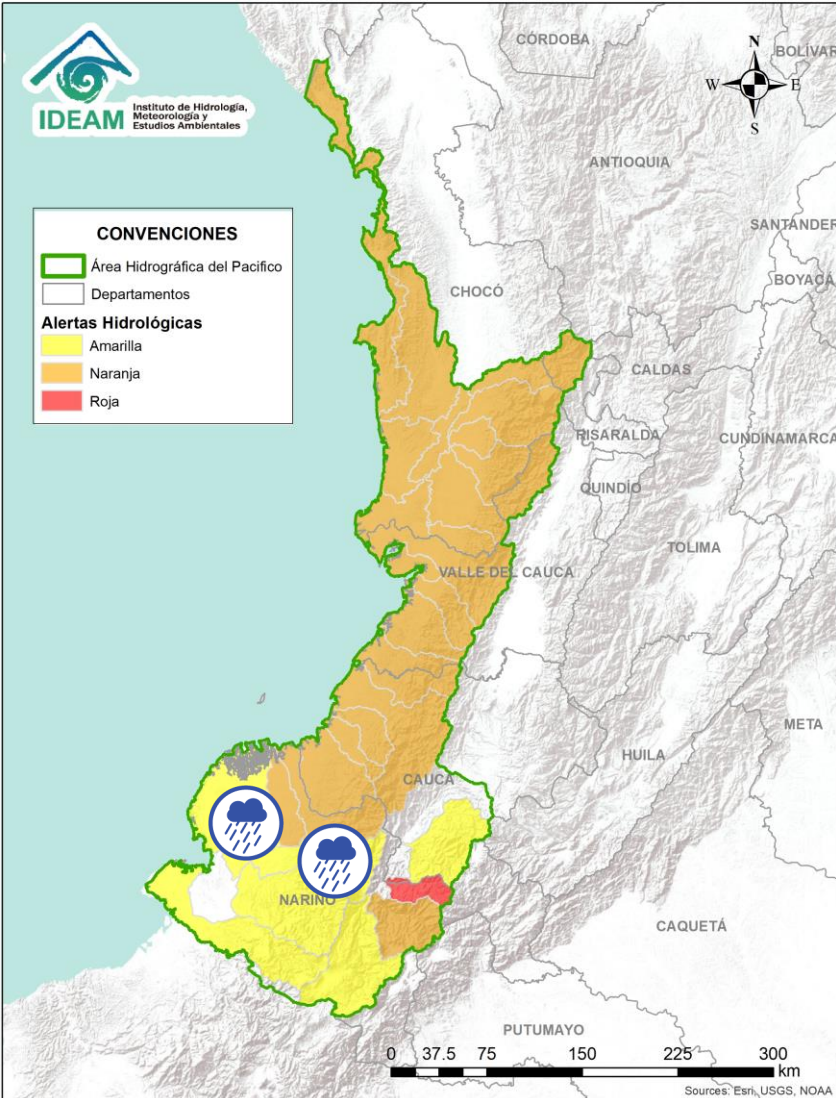 IDEAM
Instituto de Hidrología,
Meteorología y
Estudios Ambientales
CONVENCIONES
Área Hidrográfica del Pacifico
Departamentos
Alertas Hidrológicas
Amarilla
Naranja
Roja
N
W
E
S
CÓRDOBA
BOLÍVAR
ANTIOQUIA
SANTANDER
BOYACÁ
CHOCÓ
CALDAS
RISARALDA
CUNDINAMARCA
QUINDÍO
TOLIMA
VALLE DEL CAUCA
META
HUILA
CAUCA
NARIÑO
CAQUETÁ
PUTUMAYO
0 37.5 75 150 225 300
km
Sources: Esri, USGS, NOAA